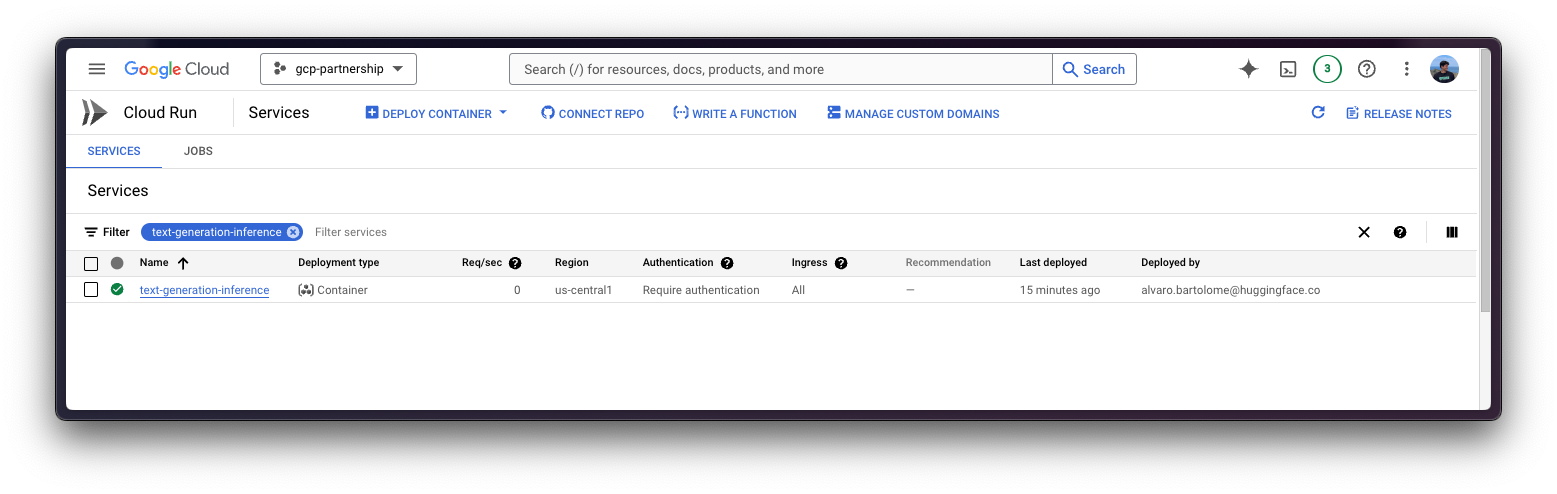 Google Cloud gcp-partnership Search (/) for resources, docs, products, and more Search 3
Cloud Run Services DEPLOY CONTAINER CONNECT REPO WRITE A FUNCTION MANAGE CUSTOM DOMAINS RELEASE NOTES
SERVICES JOBS
Services
Filter text-generation-inference Filter services
Name Deployment type Req/sec Region Authentication Ingress Recommendation Last deployed Deployed by
text-generation-inference Container 0 us-central1 Require authentication All — 15 minutes ago alvaro.bartolome@huggingface.co